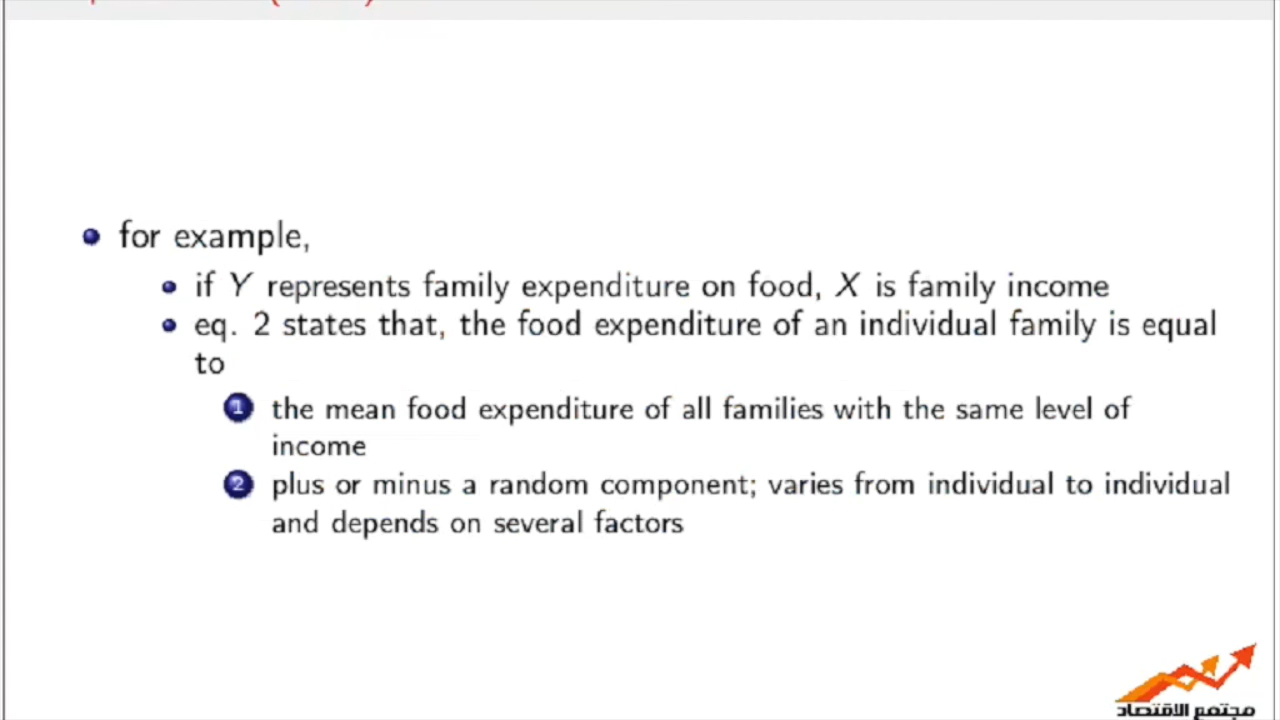 for example,
if Y represents family expenditure on food, X is family income
eq. 2 states that, the food expenditure of an individual family is equal
to
1 the mean food expenditure of all families with the same level of
income
2 plus or minus a random component; varies from individual to individual
and depends on several factors
مجتمع الاقتصاد